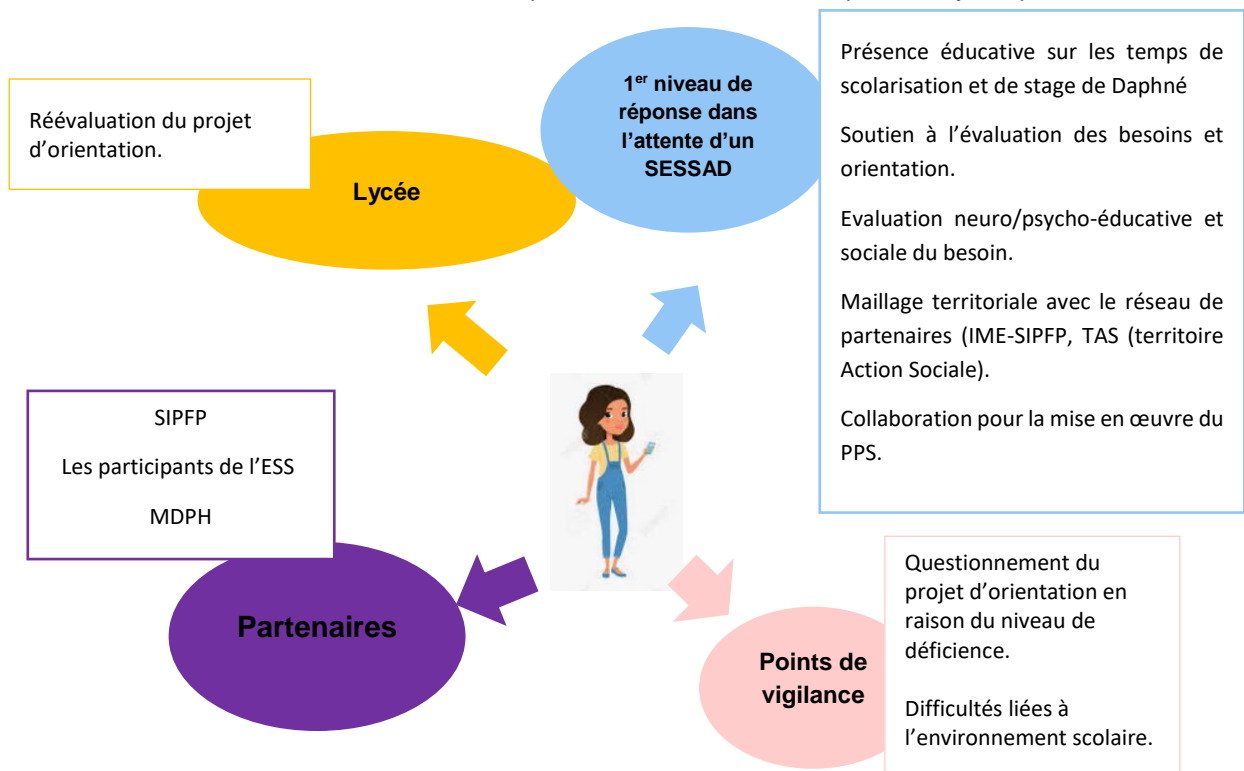 Réévaluation du projet
d'orientation.
Lycée
1er niveau de
réponse dans
l'attente d'un
SESSAD
Présence éducative sur les temps de
scolarisation et de stage de Daphné
Soutien à l'évaluation des besoins et
orientation.
Evaluation neuro/psycho-éducative et
sociale du besoin.
Maillage territoriale avec le réseau de
partenaires (IME-SIPFP, TAS (territoire
Action Sociale).
Collaboration pour la mise en œuvre du
PPS.
SIPFP
Les participants de l'ESS
MDPH
Partenaires
Points de
vigilance
Questionnement du
projet d'orientation en
raison du niveau de
déficience.
Difficultés liées à
l'environnement scolaire.